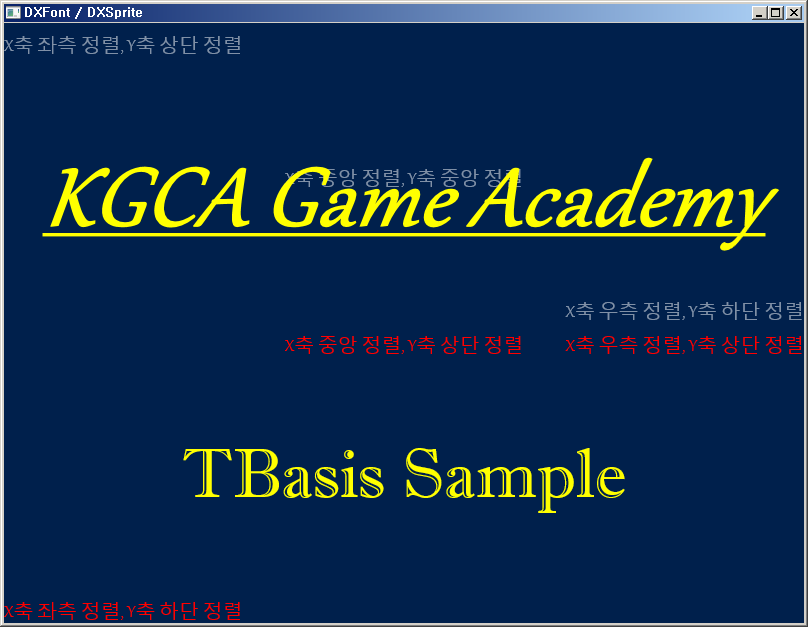 DXFont / DXSprite
X축 좌측 정렬,Y축 상단 정렬
X축 중앙 정렬,Y축 중앙 정렬
KGCA Game Academy
X축 우측 정렬,Y축 하단 정렬
X축 중앙 정렬,Y축 상단 정렬
X축 우측 정렬,Y축 상단 정렬
TBasis Sample
X축 좌측 정렬,Y축 하단 정렬